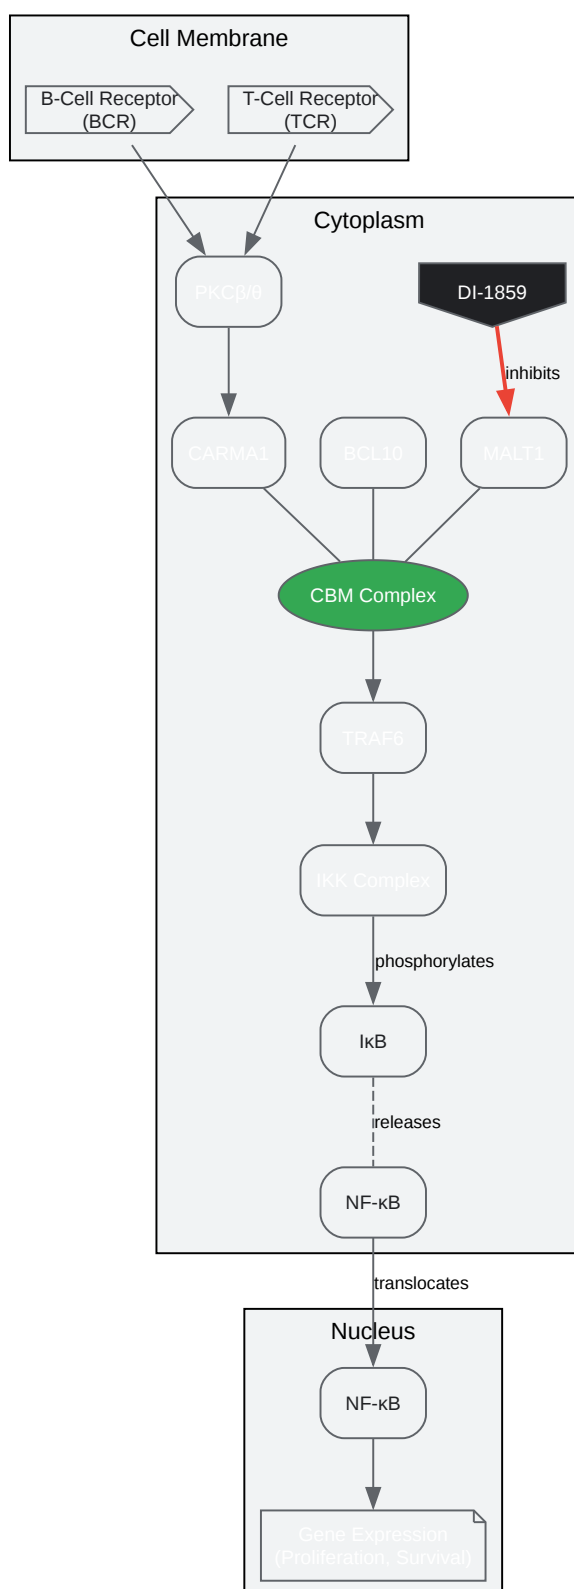 Cell Membrane
B-Cell Receptor
(BCR)
T-Cell Receptor
(TCR)
Cytoplasm
PKCβ/θ
DI-1859
inhibits
CARMA1
BCL10
MALT1
CBM Complex
TRAF6
IKK Complex
phosphorylates
IκB
releases
NF-κB
translocates
Nucleus
NF-κB
Gene Expression
(Proliferation, Survival)